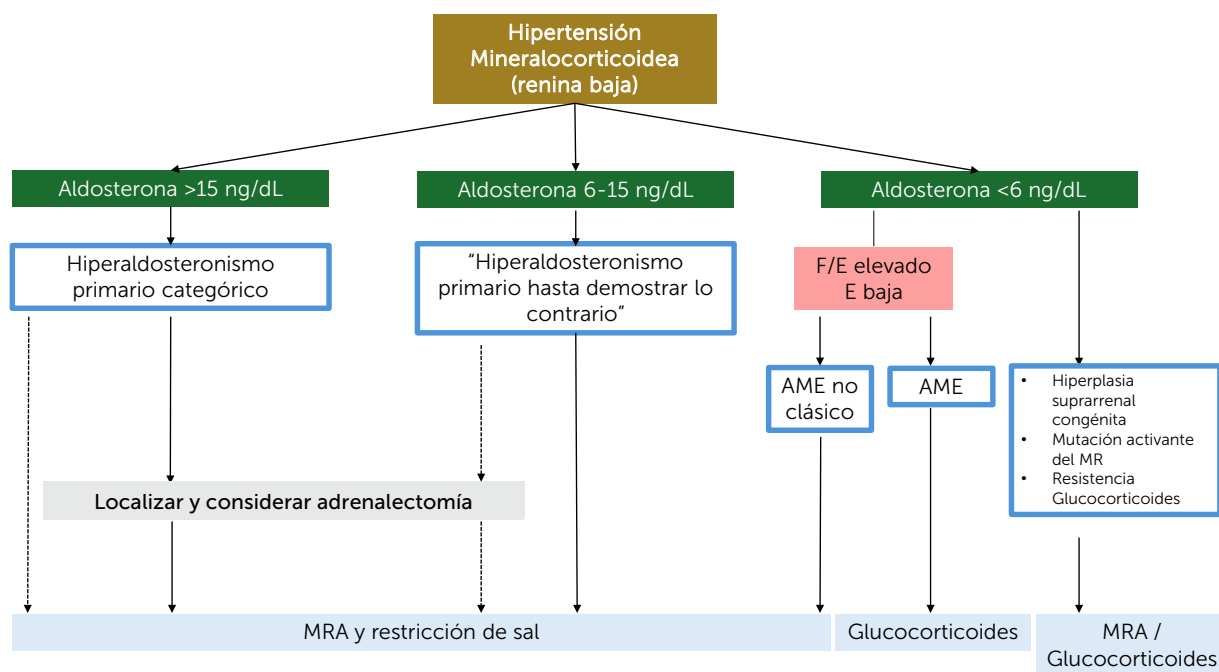 Hipertensión
Mineralocorticoidea
(renina baja)
Aldosterona >15 ng/dL
Aldosterona 6-15 ng/dL
Aldosterona <6 ng/dL
Hiperaldosteronismo
primario categórico
"Hiperaldosteronismo
primario hasta demostrar lo
contrario"
F/E elevado
E baja
AME no
clásico
AME
• Hiperplasia
suprarrenal
congénita
• Mutación activante
del MR
• Resistencia
Glucocorticoides
Localizar y considerar adrenalectomía
MRA y restricción de sal
Glucocorticoides
MRA /
Glucocorticoides